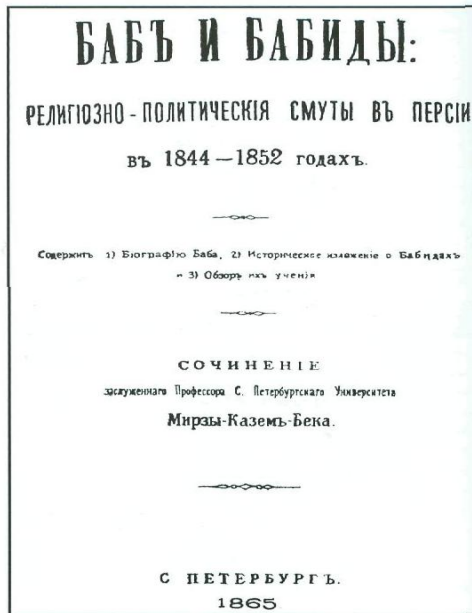 БАБЪ И БАБИДЫ:
РЕЛИГІОЗНО-ПОЛИТИЧЕСКІЯ СМУТЫ ВЪ ПЕРСІИ
въ 1844—1852 годахъ.
Содержитъ 1) Біографію Баба, 2) Историческое изложеніе о Бабидахъ
и 3) Обзоръ ихъ ученія
СОЧИНЕНІЕ
заслуженнаго Профессора С. Петербургскаго Университета
Мирзы-Каземъ-Бека.
С ПЕТЕРБУРГЪ.
1865